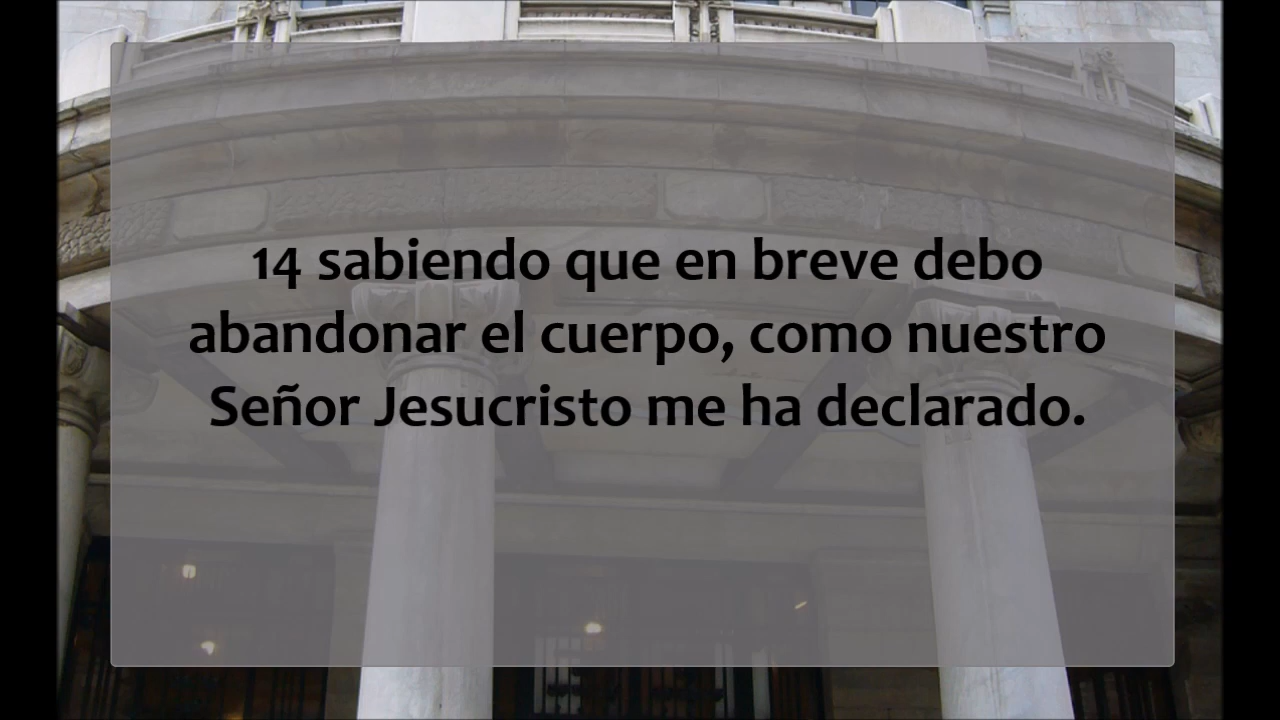 14 sabiendo que en breve debo
abandonar el cuerpo, como nuestro
Señor Jesucristo me ha declarado.